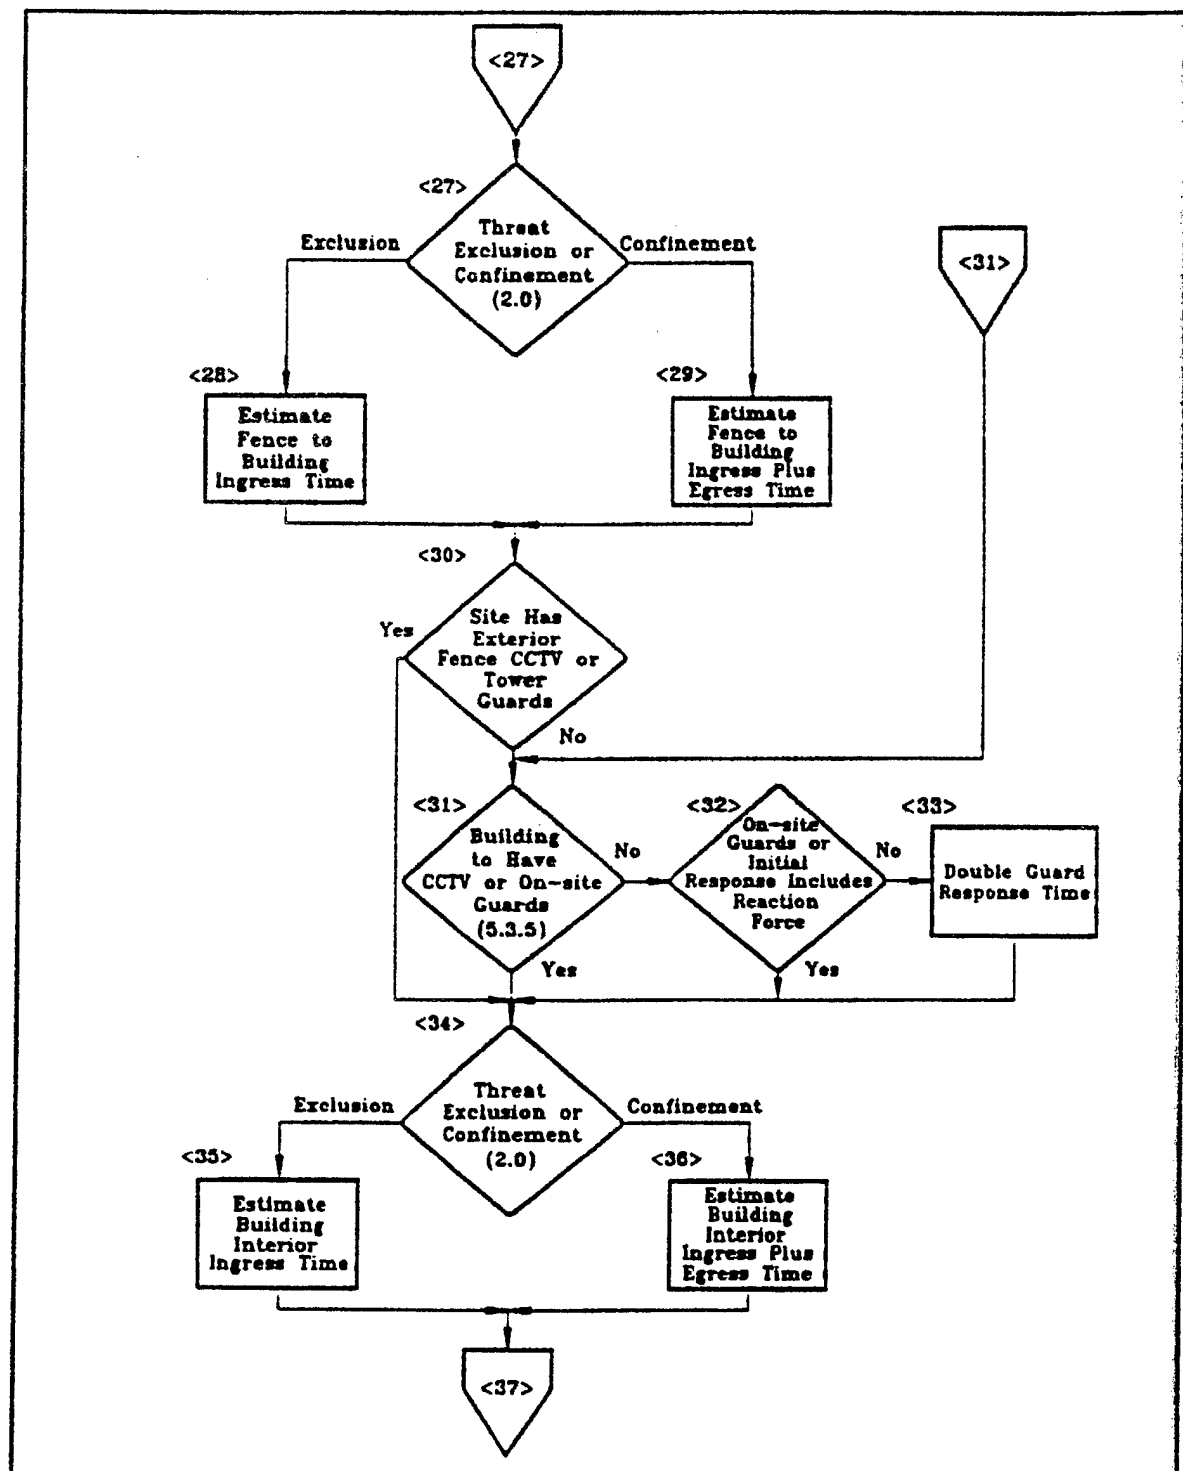 <27>
<27>
Threat
Exclusion or
Confinement
(2.0)
Exclusion
Confinement
<31>
<28>
Estimate
Fence to
Building
Ingress Time
<29>
Estimate
Fence to
Building
Ingress Plus
Egress Time
<30>
Site Has
Exterior
Fence CCTV or
Tower
Guards
Yes
No
<31>
Building
to Have
CCTV or On-site
Guards
(5.3.5)
No
Yes
<32>
On-site
Guards or
Initial
Response Includes
Reaction
Force
No
Yes
<33>
Double Guard
Response Time
<34>
Threat
Exclusion or
Confinement
(2.0)
Exclusion
Confinement
<35>
Estimate
Building
Interior
Ingress Time
<36>
Estimate
Building
Interior
Ingress Plus
Egress Time
<37>